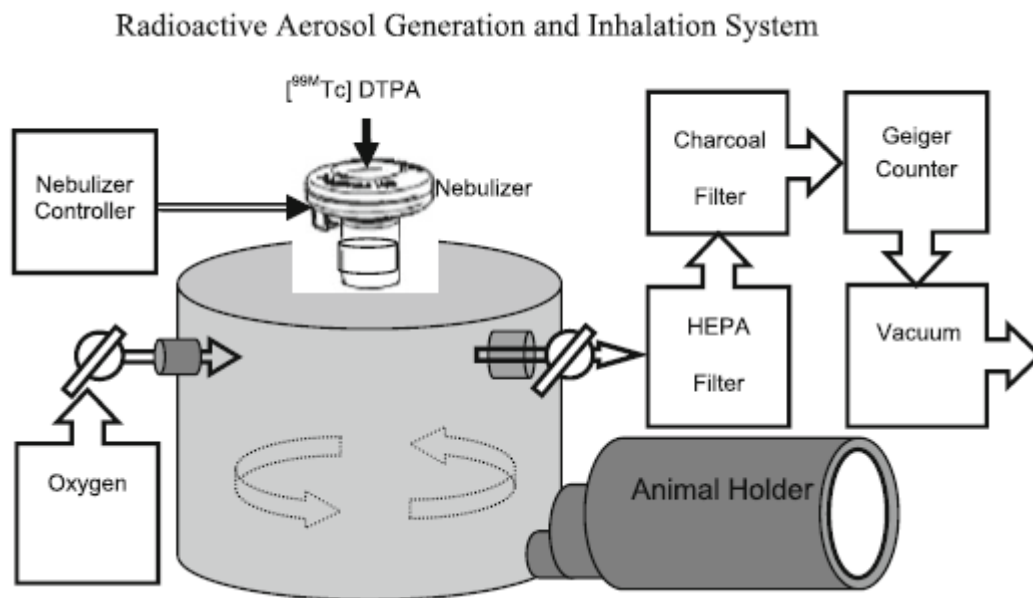 Radioactive Aerosol Generation and Inhalation System
[⁹⁹ᴹTc] DTPA
Nebulizer
Controller
Nebulizer
Charcoal
Filter
Geiger
Counter
HEPA
Filter
Vacuum
Oxygen
Animal Holder